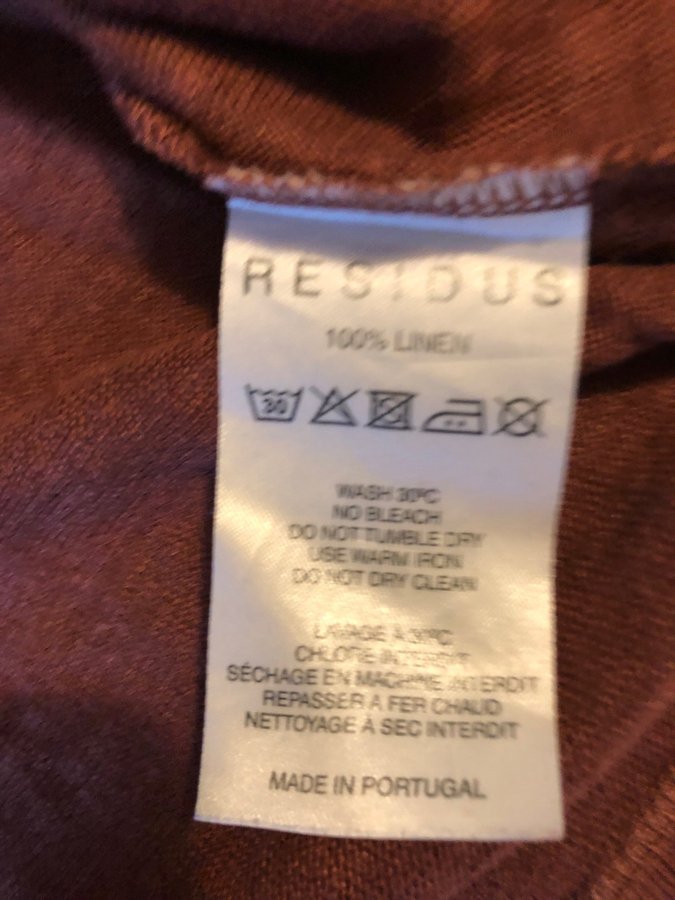 RESIDUS
100% LINEN
30
WASH 30ºC
NO BLEACH
DO NOT TUMBLE DRY
USE WARM IRON
DO NOT DRY CLEAN
LAVAGE A 30ºC
CHLORE INTERDIT
SÉCHAGE EN MACHINE INTERDIT
REPASSER A FER CHAUD
NETTOYAGE À SEC INTERDIT
MADE IN PORTUGAL